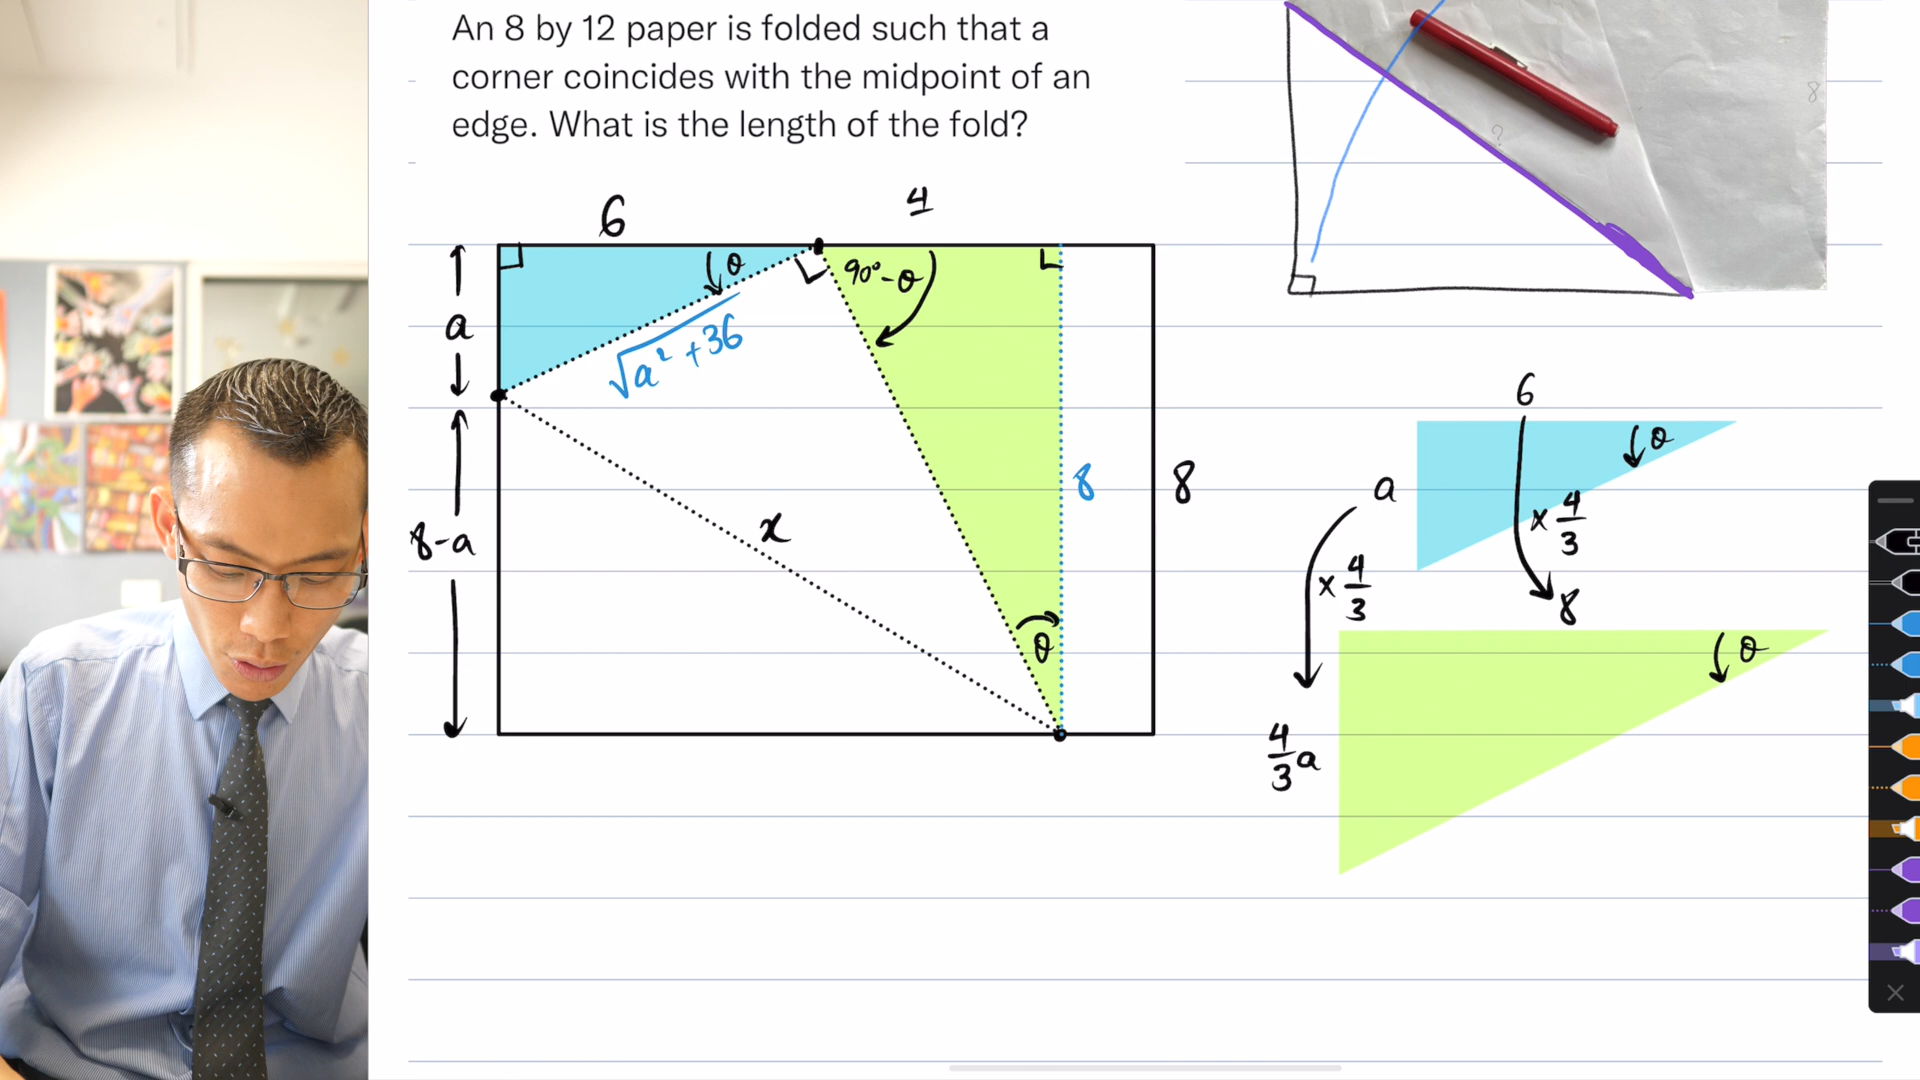 An 8 by 12 paper is folded such that a
corner coincides with the midpoint of an
edge. What is the length of the fold?
8
?
6
4
θ
90°-θ
a
√a²+36
8-a
x
8
8
θ
6
θ
a
× 4/3
× 4/3
8
θ
4/3 a